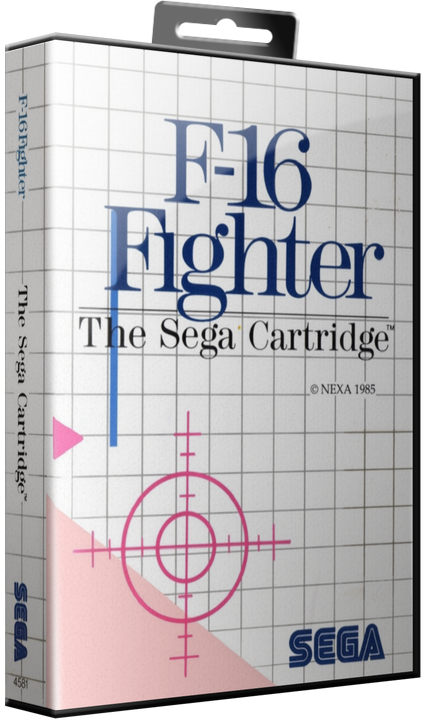 F-16
Fighter
The Sega Cartridge™
© NEXA 1985
SEGA
F-16 Fighter
The Sega Cartridge™
SEGA
4581